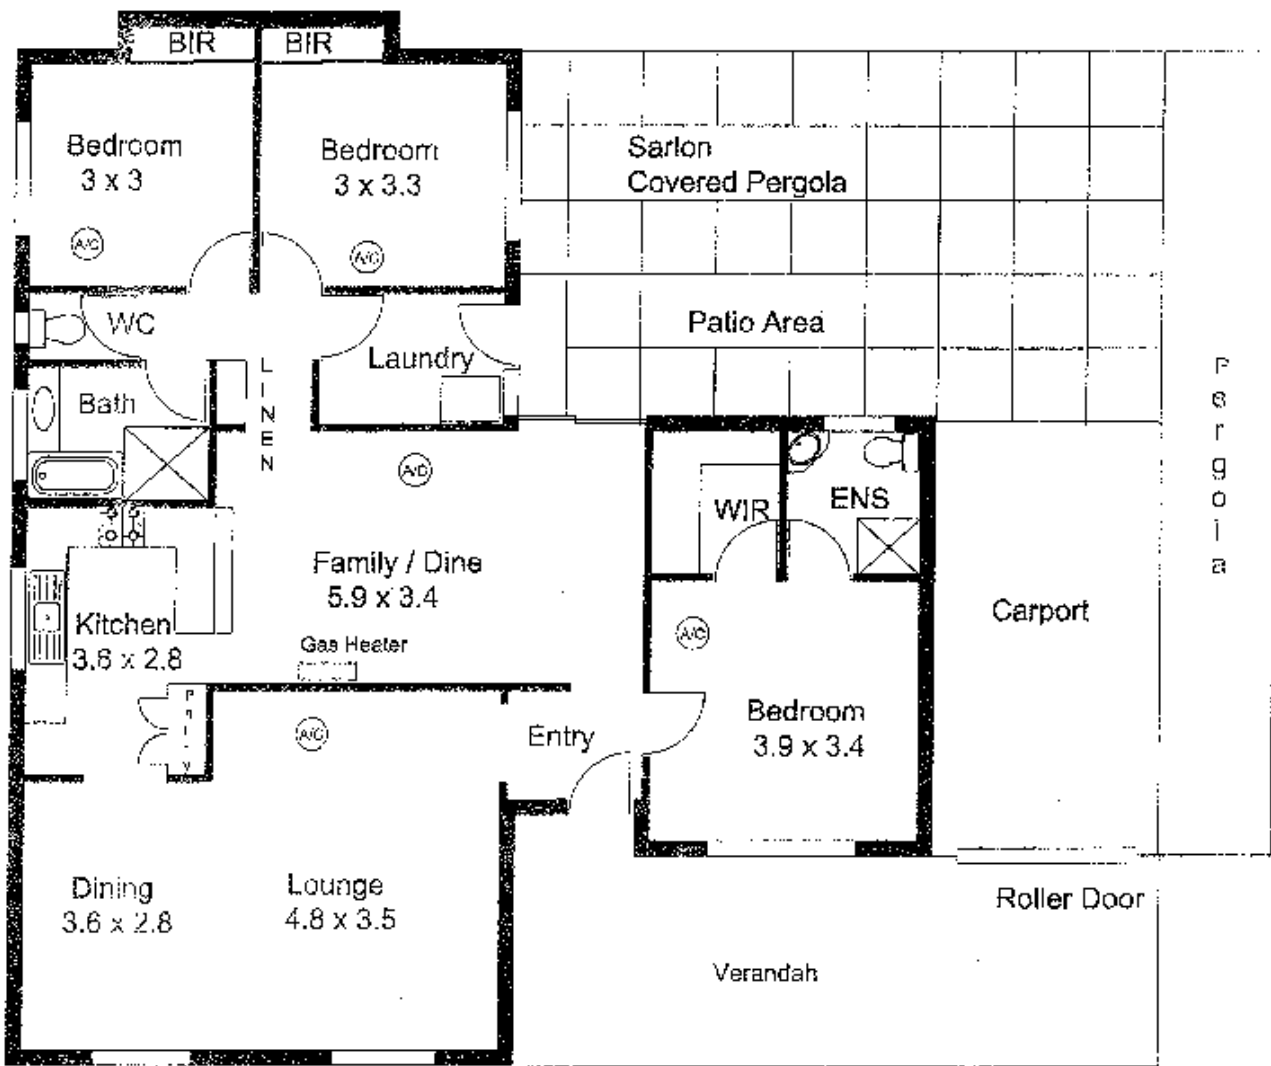 BIR
BIR
Bedroom
3 x 3
Bedroom
3 x 3.3
Sarlon
Covered Pergola
A/C
A/C
WC
Laundry
Patio Area
LINEN
Bath
Pergola
A/C
WIR
ENS
Family / Dine
5.9 x 3.4
Kitchen
3.6 x 2.8
Gas Heater
A/C
Carport
Bedroom
3.9 x 3.4
A/C
Entry
Dining
3.6 x 2.8
Lounge
4.8 x 3.5
Roller Door
Verandah